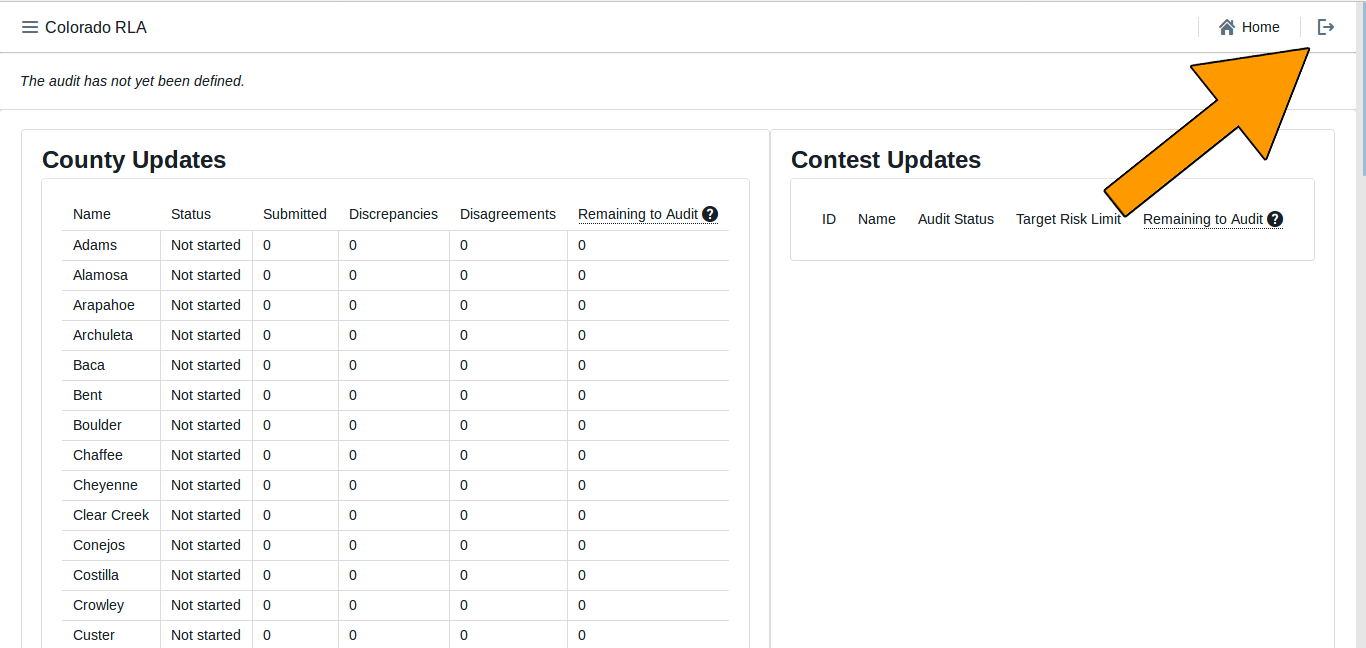 Colorado RLA Home
The audit has not yet been defined.
County Updates
Name Status Submitted Discrepancies Disagreements Remaining to Audit ?
Adams Not started 0 0 0 0
Alamosa Not started 0 0 0 0
Arapahoe Not started 0 0 0 0
Archuleta Not started 0 0 0 0
Baca Not started 0 0 0 0
Bent Not started 0 0 0 0
Boulder Not started 0 0 0 0
Chaffee Not started 0 0 0 0
Cheyenne Not started 0 0 0 0
Clear Creek Not started 0 0 0 0
Conejos Not started 0 0 0 0
Costilla Not started 0 0 0 0
Crowley Not started 0 0 0 0
Custer Not started 0 0 0 0
Contest Updates
ID Name Audit Status Target Risk Limit Remaining to Audit ?